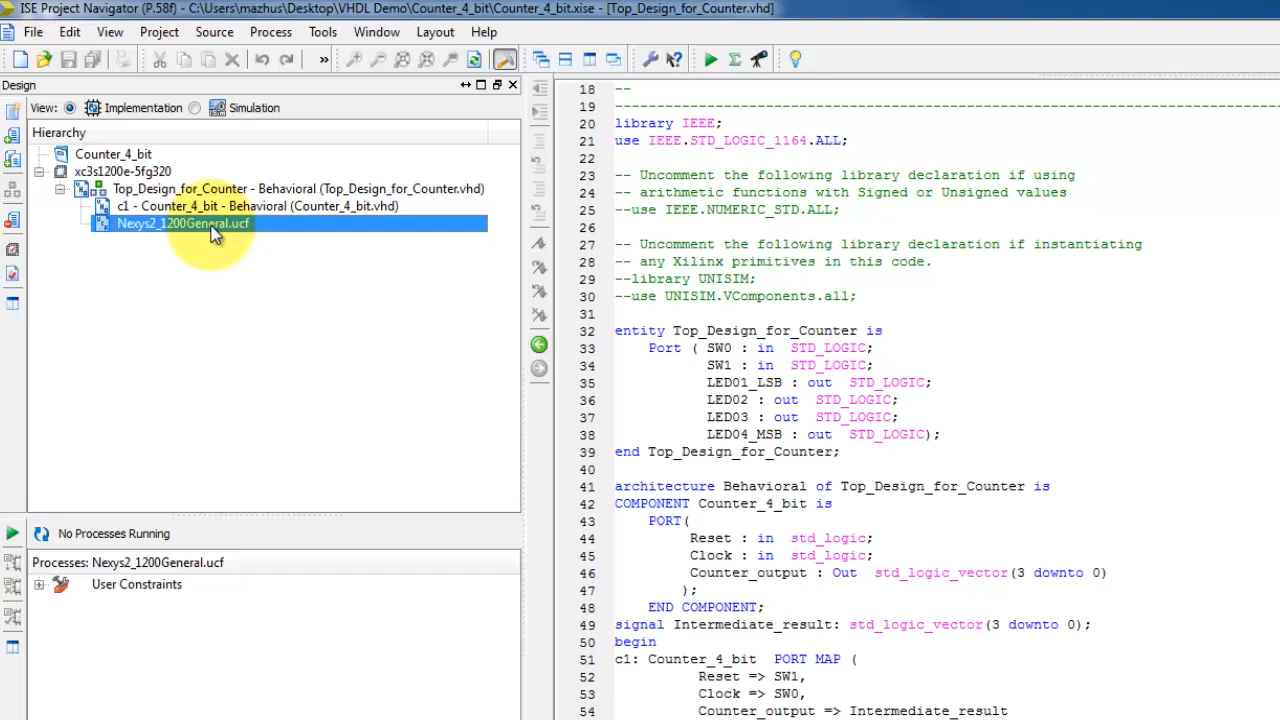 ISE Project Navigator (P.58f) - C:\Users\mazhus\Desktop\VHDL Demo\Counter_4_bit\Counter_4_bit.xise - [Top_Design_for_Counter.vhd]
File Edit View Project Source Process Tools Window Layout Help
»
Design
View: Implementation Simulation
Hierarchy
Counter_4_bit
xc3s1200e-5fg320
Top_Design_for_Counter - Behavioral (Top_Design_for_Counter.vhd)
c1 - Counter_4_bit - Behavioral (Counter_4_bit.vhd)
Nexys2_1200General.ucf
No Processes Running
Processes: Nexys2_1200General.ucf
User Constraints
18 --
19 --------------------------------------------------------------------------------
20 library IEEE;
21 use IEEE.STD_LOGIC_1164.ALL;
22
23 -- Uncomment the following library declaration if using
24 -- arithmetic functions with Signed or Unsigned values
25 --use IEEE.NUMERIC_STD.ALL;
26
27 -- Uncomment the following library declaration if instantiating
28 -- any Xilinx primitives in this code.
29 --library UNISIM;
30 --use UNISIM.VComponents.all;
31
32 entity Top_Design_for_Counter is
33 Port ( SW0 : in STD_LOGIC;
34 SW1 : in STD_LOGIC;
35 LED01_LSB : out STD_LOGIC;
36 LED02 : out STD_LOGIC;
37 LED03 : out STD_LOGIC;
38 LED04_MSB : out STD_LOGIC);
39 end Top_Design_for_Counter;
40
41 architecture Behavioral of Top_Design_for_Counter is
42 COMPONENT Counter_4_bit is
43 PORT(
44 Reset : in std_logic;
45 Clock : in std_logic;
46 Counter_output : Out std_logic_vector(3 downto 0)
47 );
48 END COMPONENT;
49 signal Intermediate_result: std_logic_vector(3 downto 0);
50 begin
51 c1: Counter_4_bit PORT MAP (
52 Reset => SW1,
53 Clock => SW0,
54 Counter_output => Intermediate_result